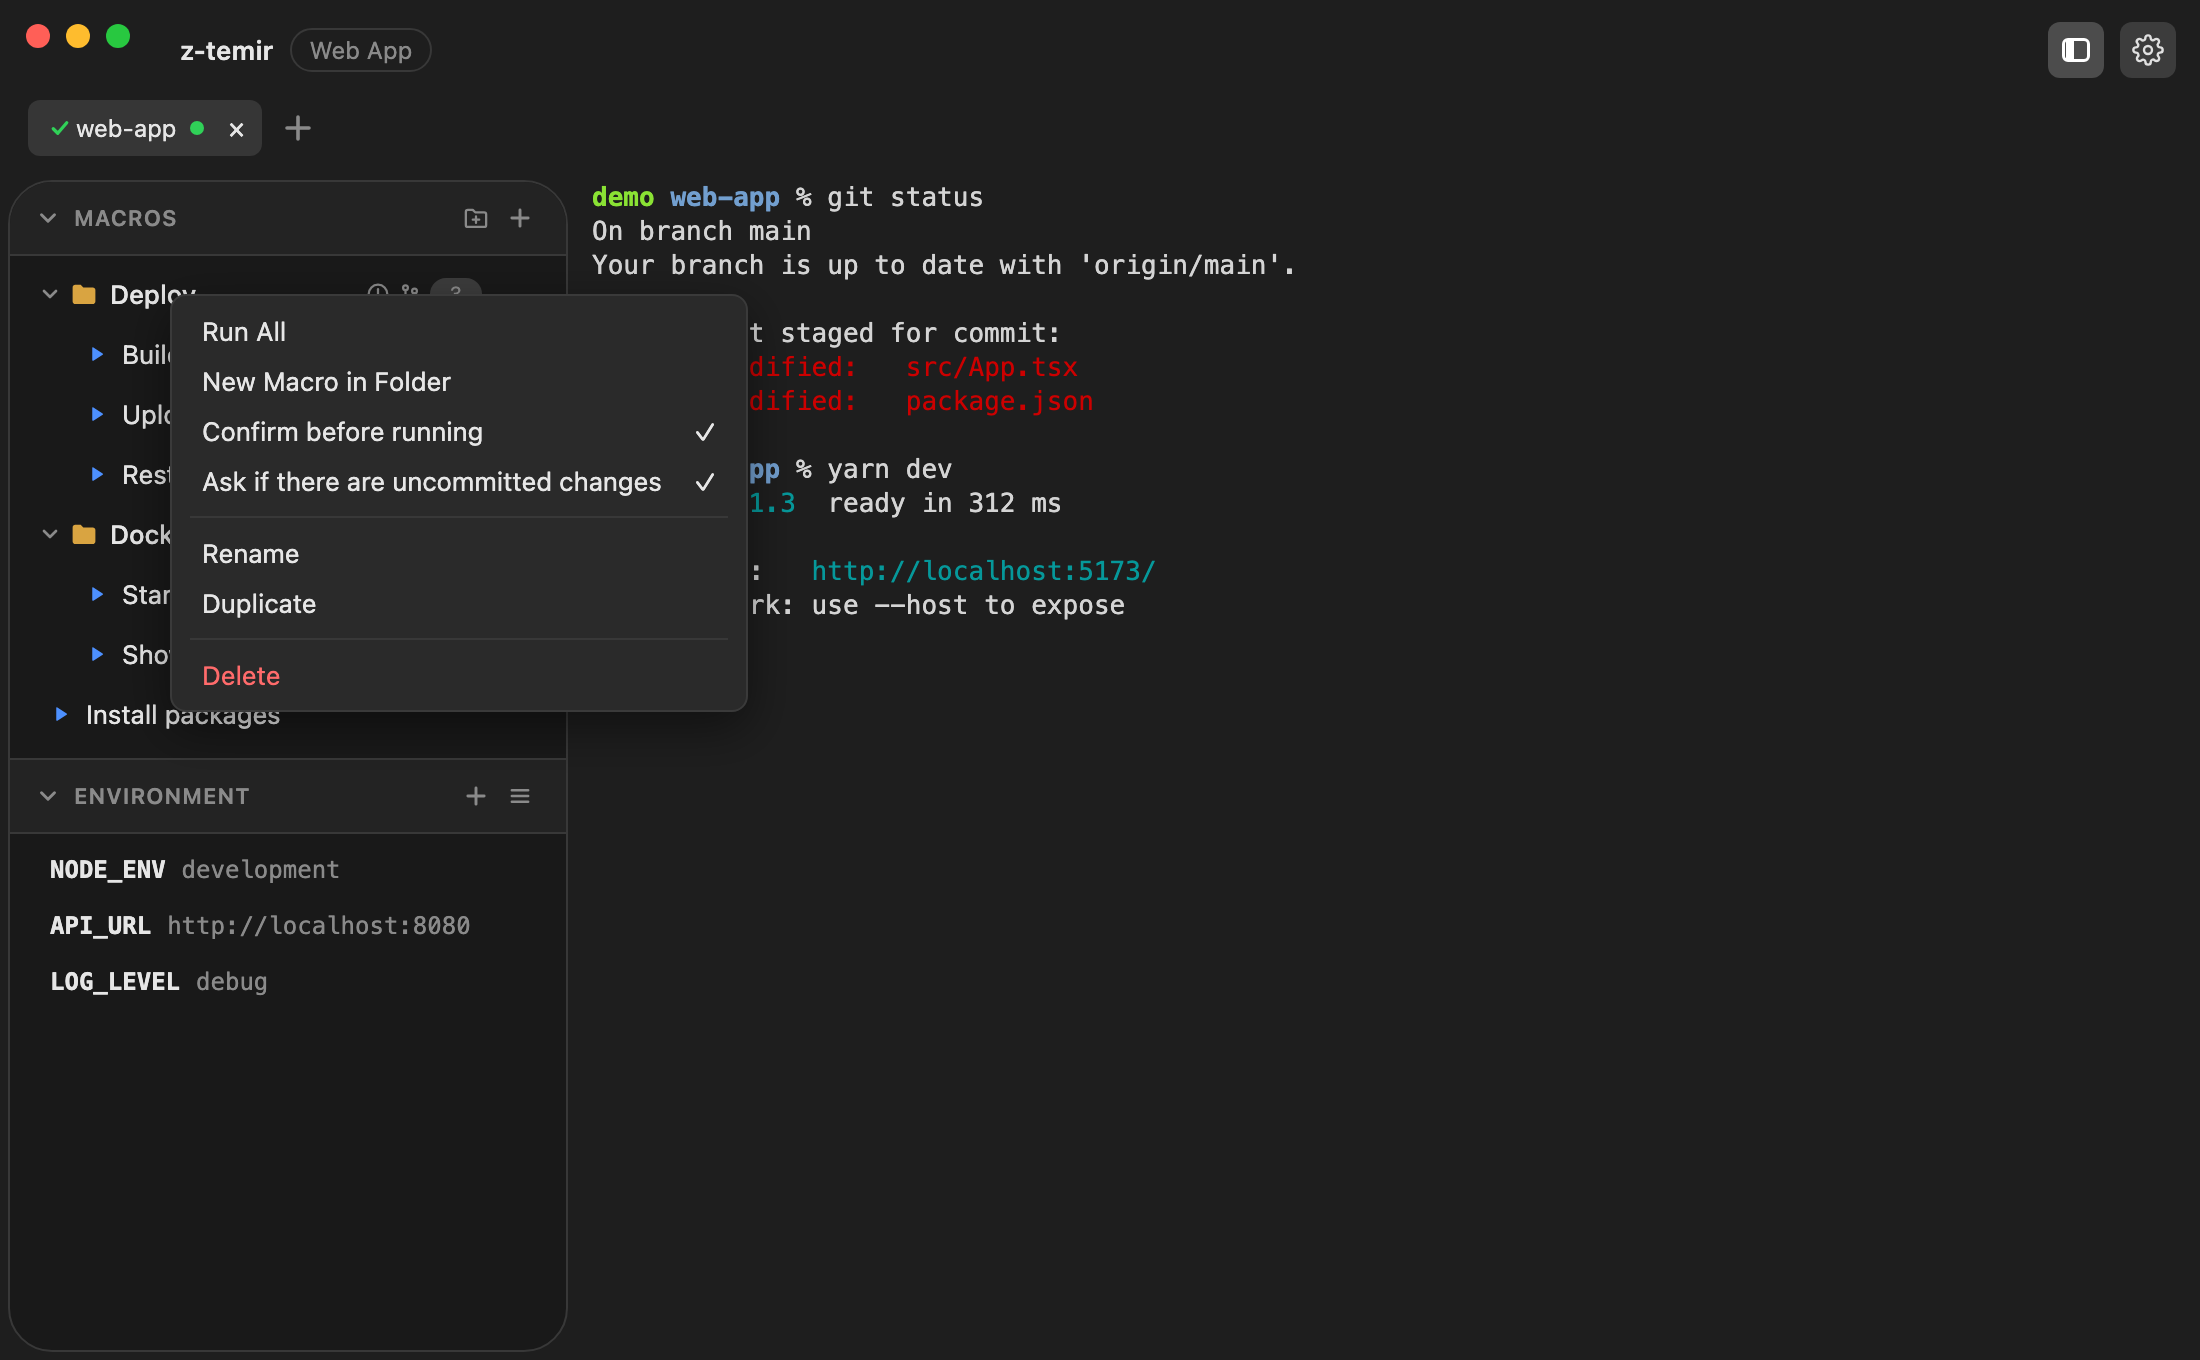 z-temir Web App
web-app
MACROS
Deploy
Run All
New Macro in Folder
Confirm before running
Ask if there are uncommitted changes
Rename
Duplicate
Delete
Install packages
ENVIRONMENT
NODE_ENV development
API_URL http://localhost:8080
LOG_LEVEL debug
demo web-app % git status
On branch main
Your branch is up to date with 'origin/main'.
t staged for commit:
dified: src/App.tsx
dified: package.json
pp % yarn dev
1.3 ready in 312 ms
: http://localhost:5173/
rk: use --host to expose